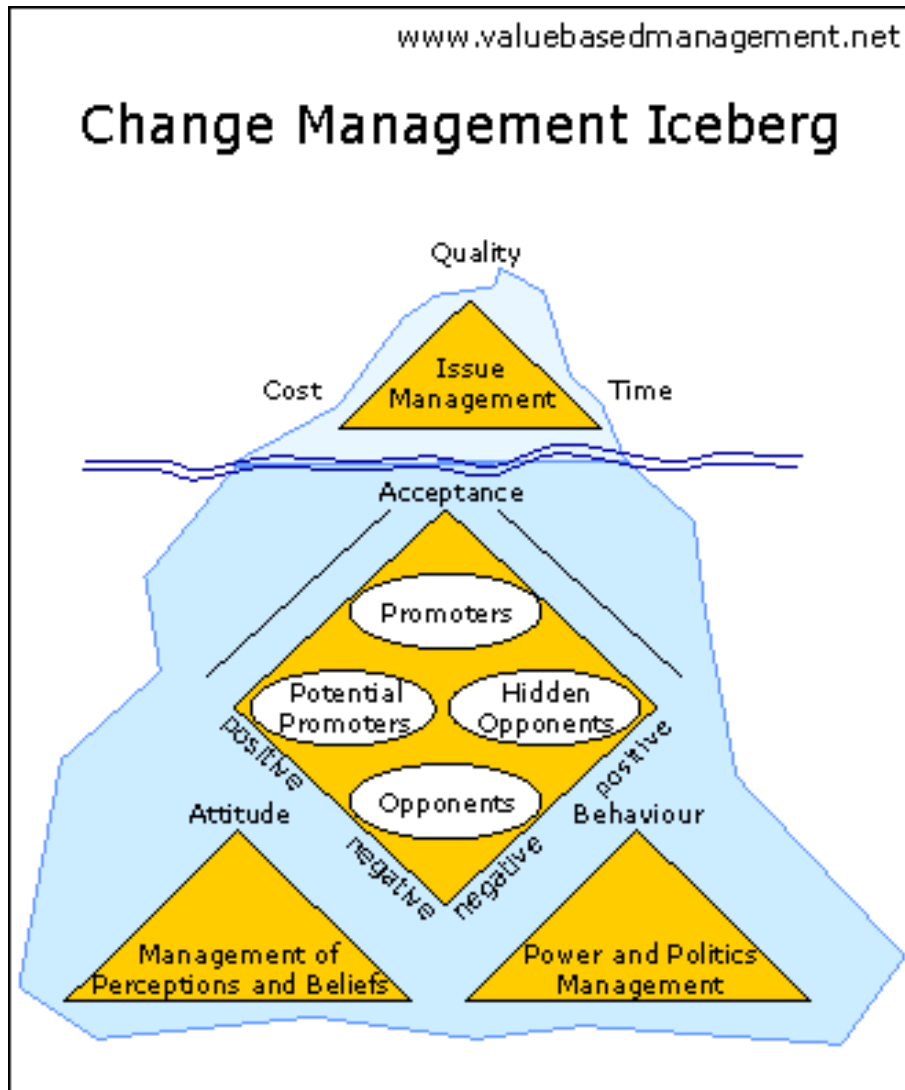 www.valuebasedmanagement.net
Change Management Iceberg
Quality
Issue
Management
Cost
Time
Acceptance
Promoters
Potential
Promoters
Hidden
Opponents
positive
positive
Opponents
Attitude
Behaviour
negative
negative
Management of
Perceptions and Beliefs
Power and Politics
Management